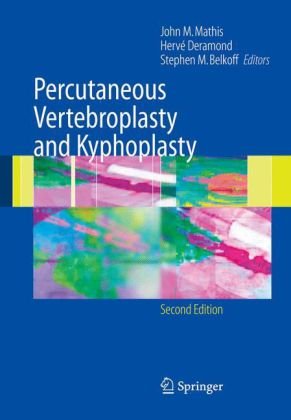 John M. Mathis
Hervé Deramond
Stephen M. Belkoff Editors
Percutaneous
Vertebroplasty
and Kyphoplasty
Second Edition
Springer